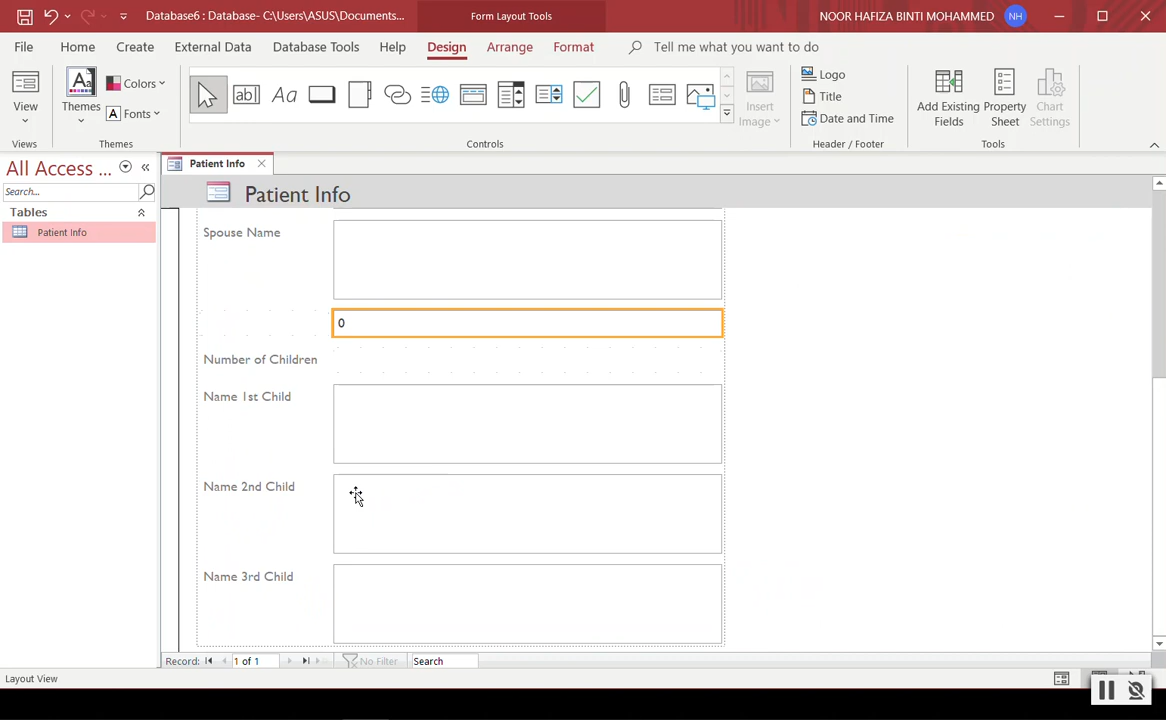 Database6 : Database- C:\Users\ASUS\Documents...
Form Layout Tools
NOOR HAFIZA BINTI MOHAMMED
NH
File
Home
Create
External Data
Database Tools
Help
Design
Arrange
Format
Tell me what you want to do
View
Themes
Aa
Colors
A Fonts
ab
Aa
Insert Image
Logo
Title
Date and Time
Add Existing Fields
Property Sheet
Chart Settings
Views
Themes
Controls
Header / Footer
Tools
All Access ...
Patient Info
Search...
Tables
Patient Info
Patient Info
Spouse Name
0
Number of Children
Name 1st Child
Name 2nd Child
Name 3rd Child
Record:
1 of 1
No Filter
Search
Layout View